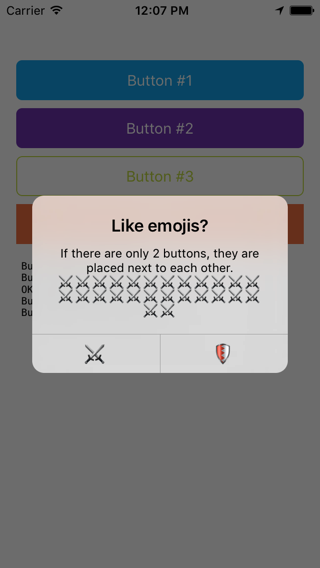 Carrier 12:07 PM
Button #1
Button #2
Button #3
Like emojis?
If there are only 2 buttons, they are
placed next to each other.
⚔⚔⚔⚔⚔⚔⚔⚔⚔⚔⚔⚔
⚔⚔⚔⚔⚔⚔⚔⚔⚔⚔⚔⚔
⚔⚔
⚔ 🛡
Bu
Bu
OK
Bu
Bu